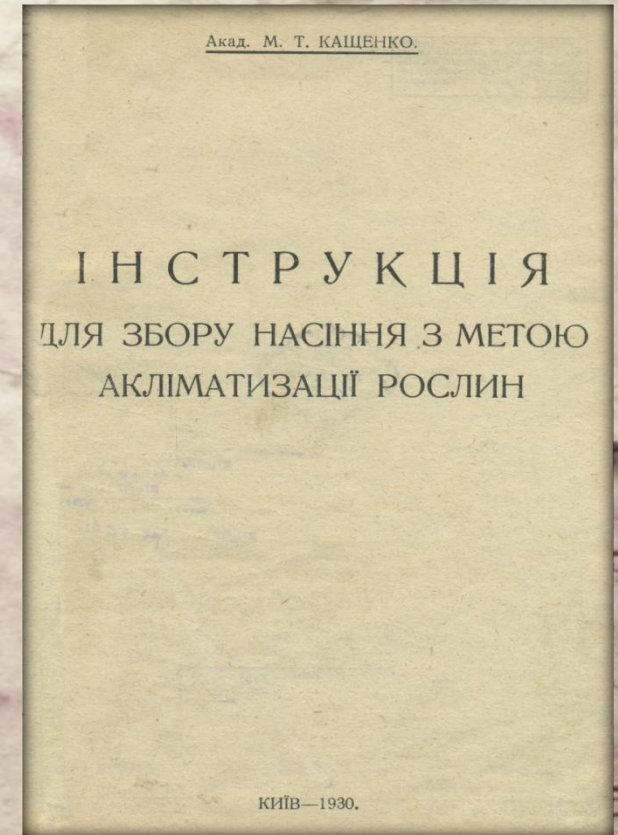 Акад. М. Т. КАЩЕНКО.
ІНСТРУКЦІЯ
ДЛЯ ЗБОРУ НАСІННЯ З МЕТОЮ
АКЛІМАТИЗАЦІЇ РОСЛИН
КИЇВ—1930.